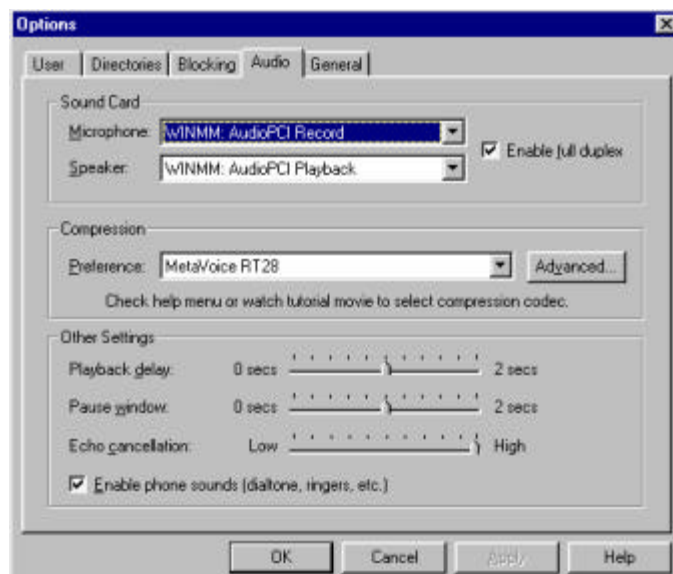 Options
User Directories Blocking Audio General
Sound Card
Microphone: WINMM: AudioPCI Record
Enable full duplex
Speaker: WINMM: AudioPCI Playback
Compression
Preference: MetaVoice RT28 Advanced...
Check help menu or watch tutorial movie to select compression codec.
Other Settings
Playback delay: 0 secs 2 secs
Pause window: 0 secs 2 secs
Echo cancellation: Low High
Enable phone sounds (dialtone, ringers, etc.)
OK Cancel Apply Help